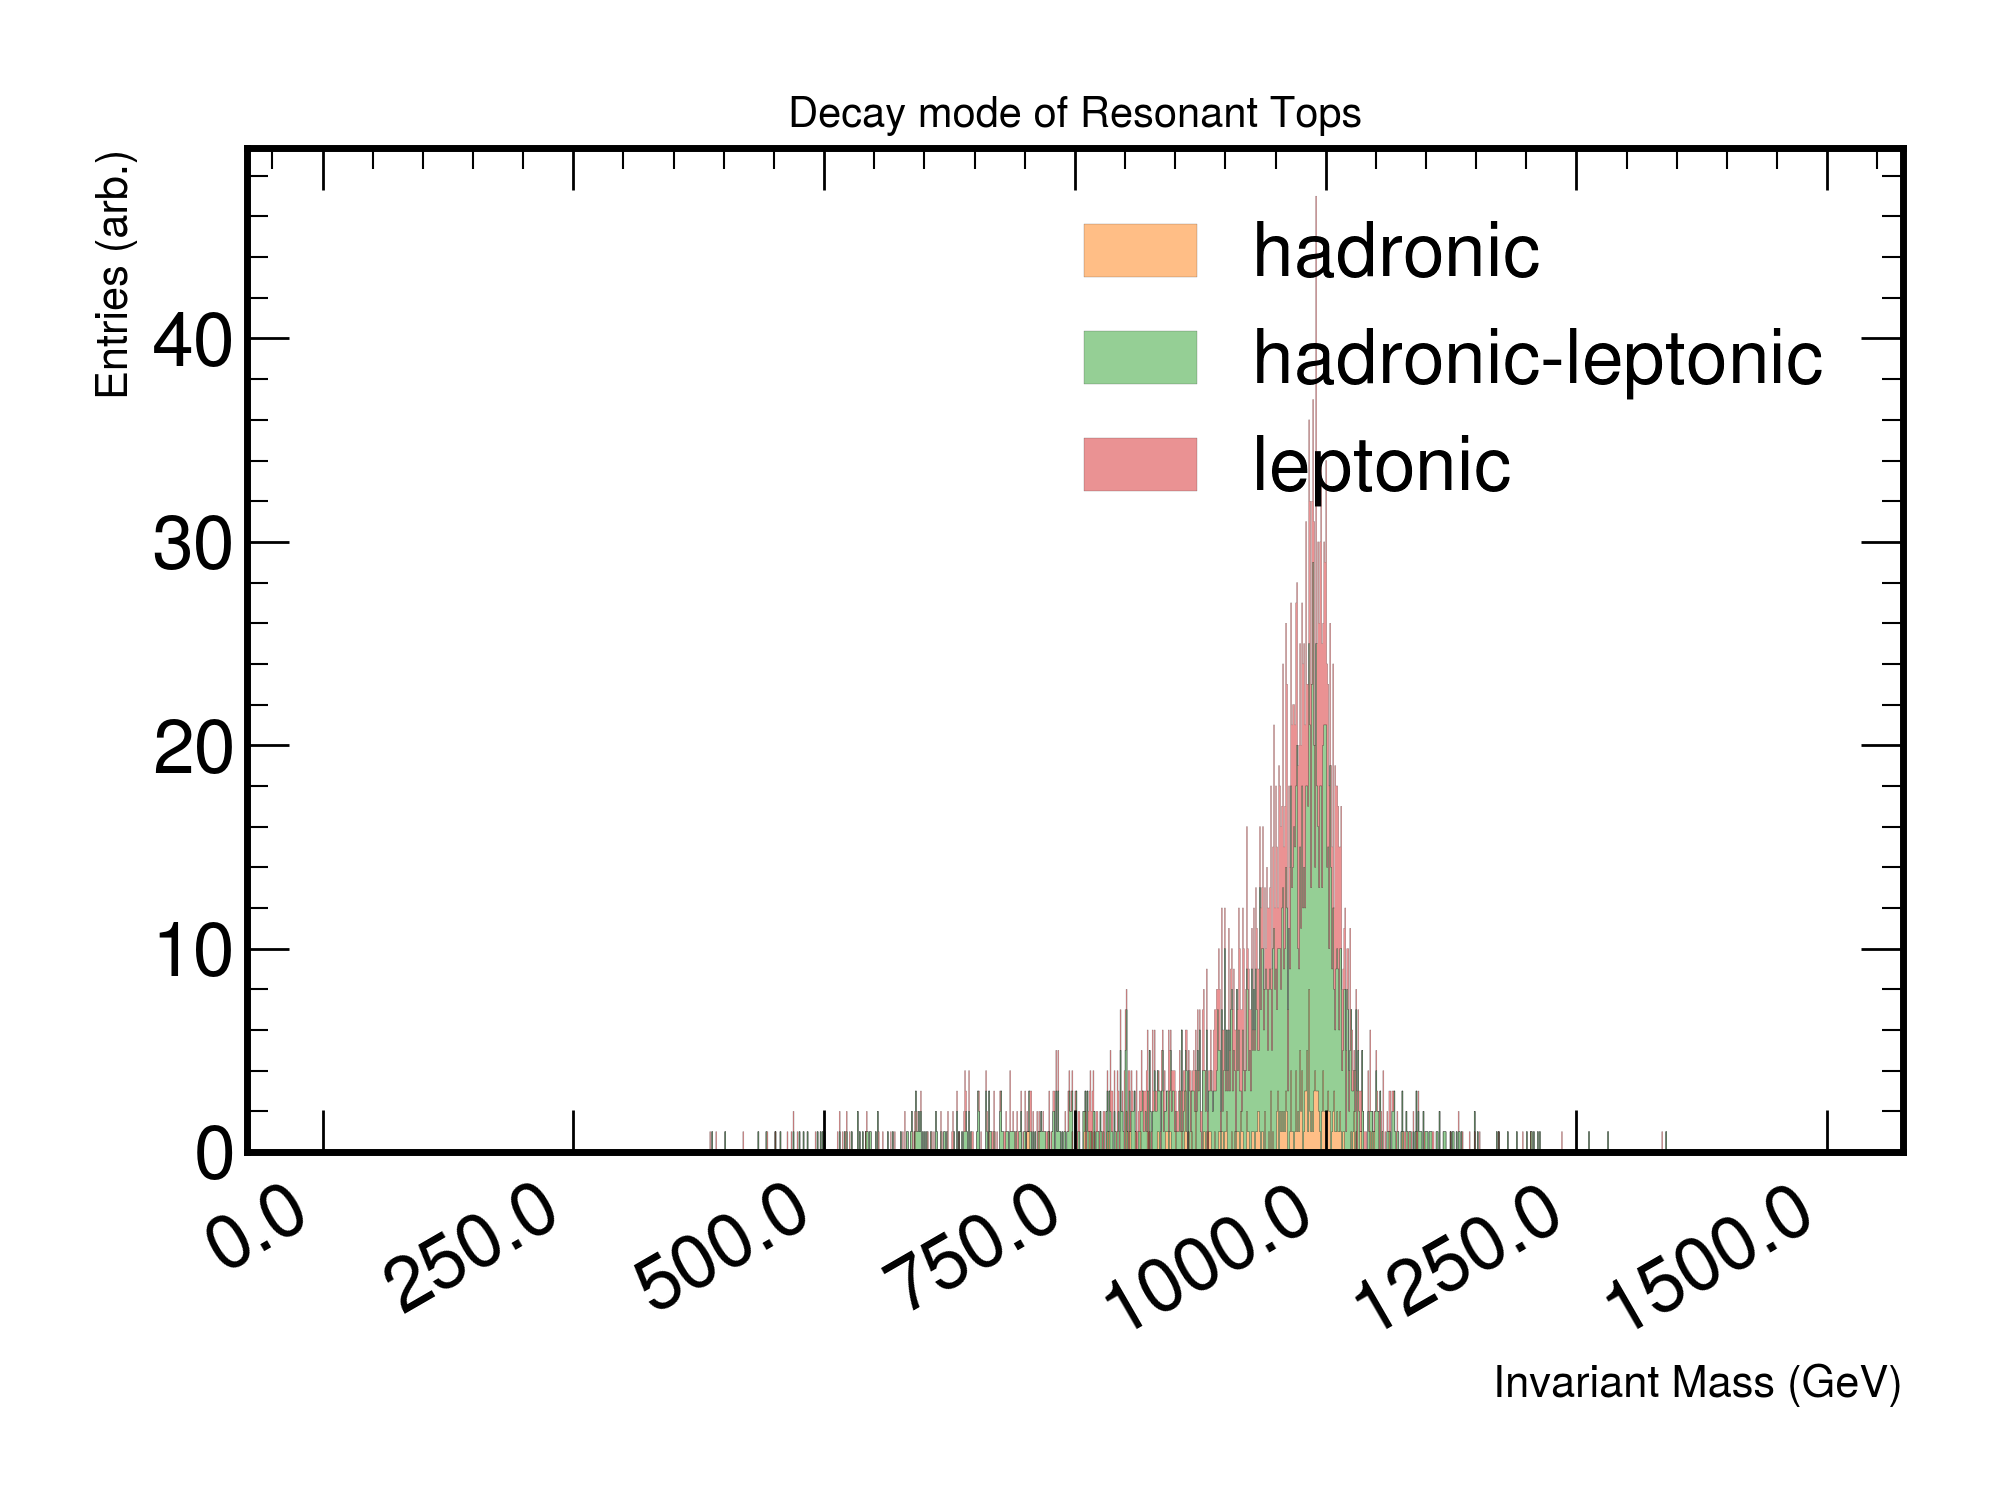 Decay mode of Resonant Tops
Entries (arb.)
hadronic
hadronic-leptonic
leptonic
40
30
20
10
0
0.0
250.0
500.0
750.0
1000.0
1250.0
1500.0
Invariant Mass (GeV)